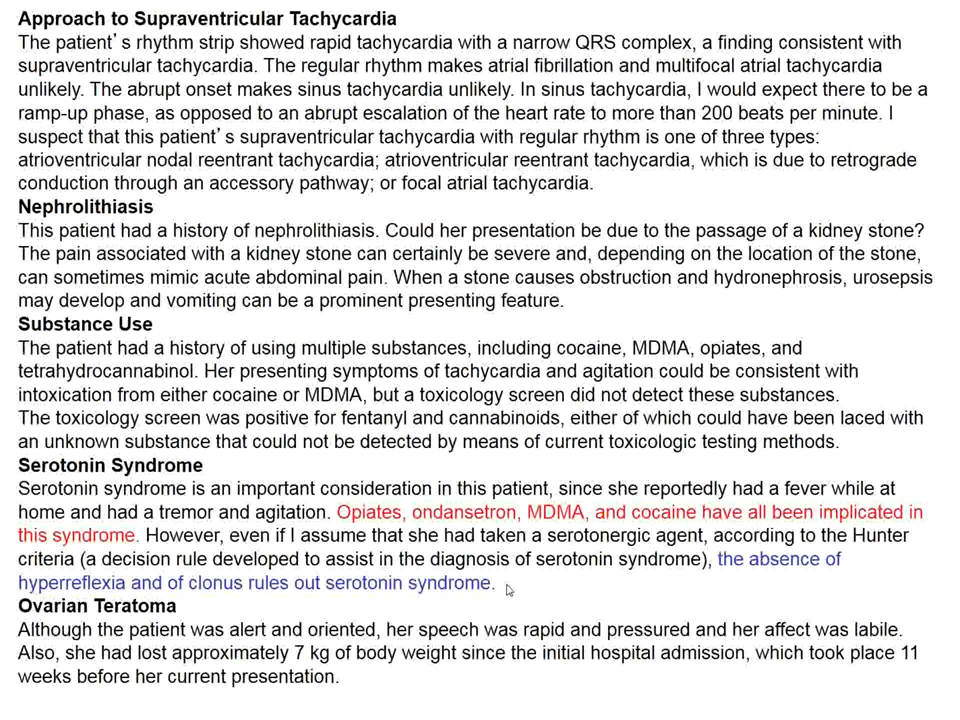 Approach to Supraventricular Tachycardia
The patient's rhythm strip showed rapid tachycardia with a narrow QRS complex, a finding consistent with
supraventricular tachycardia. The regular rhythm makes atrial fibrillation and multifocal atrial tachycardia
unlikely. The abrupt onset makes sinus tachycardia unlikely. In sinus tachycardia, I would expect there to be a
ramp-up phase, as opposed to an abrupt escalation of the heart rate to more than 200 beats per minute. I
suspect that this patient's supraventricular tachycardia with regular rhythm is one of three types:
atrioventricular nodal reentrant tachycardia; atrioventricular reentrant tachycardia, which is due to retrograde
conduction through an accessory pathway; or focal atrial tachycardia.
Nephrolithiasis
This patient had a history of nephrolithiasis. Could her presentation be due to the passage of a kidney stone?
The pain associated with a kidney stone can certainly be severe and, depending on the location of the stone,
can sometimes mimic acute abdominal pain. When a stone causes obstruction and hydronephrosis, urosepsis
may develop and vomiting can be a prominent presenting feature.
Substance Use
The patient had a history of using multiple substances, including cocaine, MDMA, opiates, and
tetrahydrocannabinol. Her presenting symptoms of tachycardia and agitation could be consistent with
intoxication from either cocaine or MDMA, but a toxicology screen did not detect these substances.
The toxicology screen was positive for fentanyl and cannabinoids, either of which could have been laced with
an unknown substance that could not be detected by means of current toxicologic testing methods.
Serotonin Syndrome
Serotonin syndrome is an important consideration in this patient, since she reportedly had a fever while at
home and had a tremor and agitation. Opiates, ondansetron, MDMA, and cocaine have all been implicated in
this syndrome. However, even if I assume that she had taken a serotonergic agent, according to the Hunter
criteria (a decision rule developed to assist in the diagnosis of serotonin syndrome), the absence of
hyperreflexia and of clonus rules out serotonin syndrome.
Ovarian Teratoma
Although the patient was alert and oriented, her speech was rapid and pressured and her affect was labile.
Also, she had lost approximately 7 kg of body weight since the initial hospital admission, which took place 11
weeks before her current presentation.